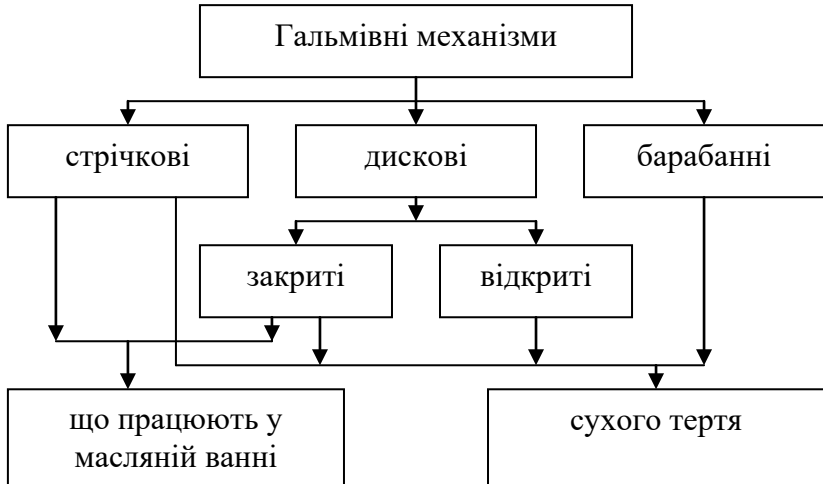 Гальмівні механізми
стрічкові
дискові
барабанні
закриті
відкриті
що працюють у
масляній ванні
сухого тертя